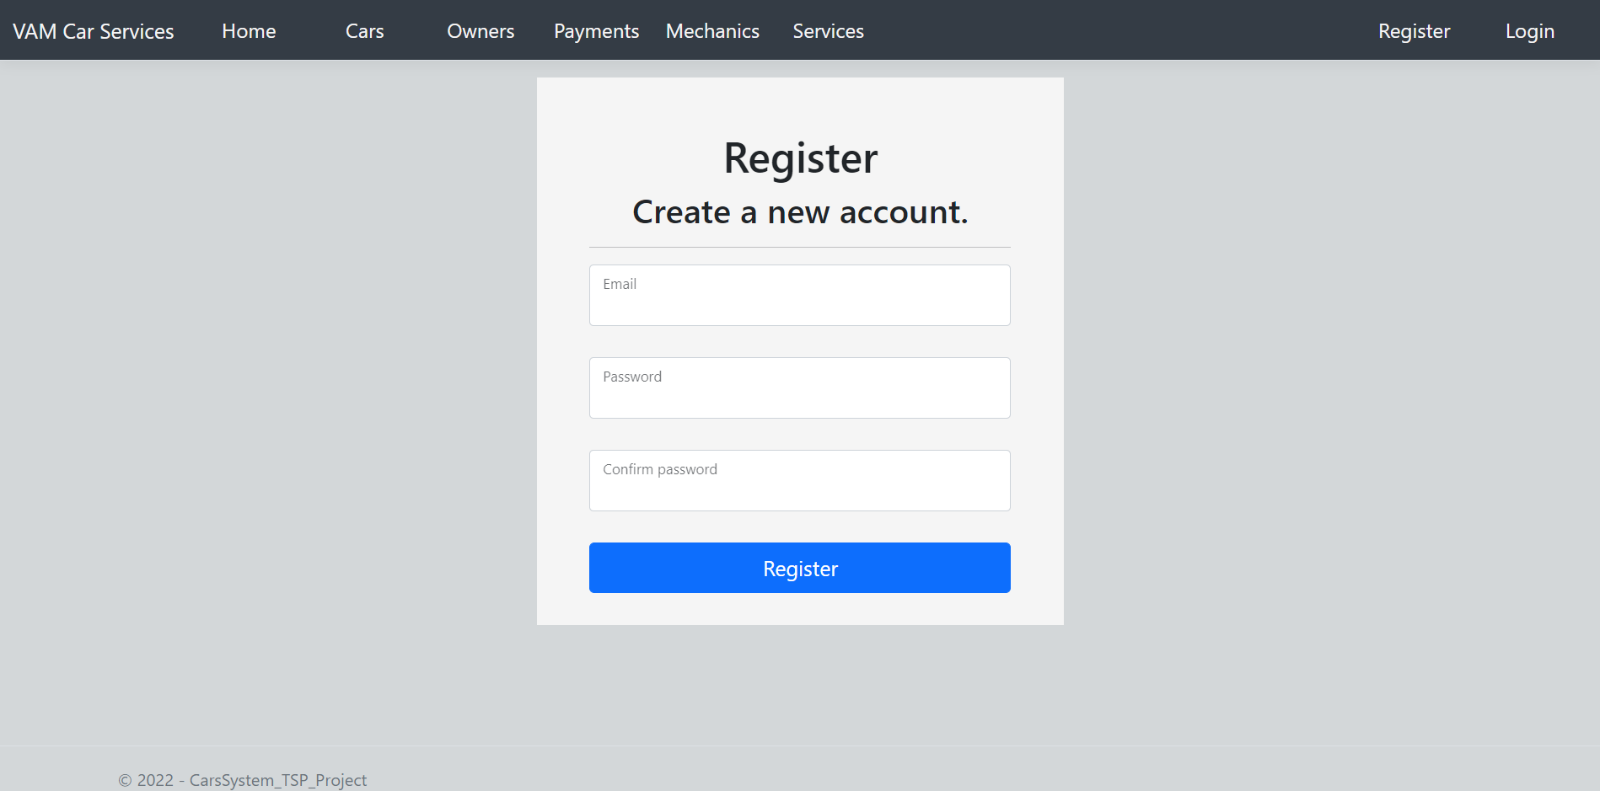 VAM Car Services Home Cars Owners Payments Mechanics Services Register Login
Register
Create a new account.
Email
Password
Confirm password
Register
© 2022 - CarsSystem_TSP_Project